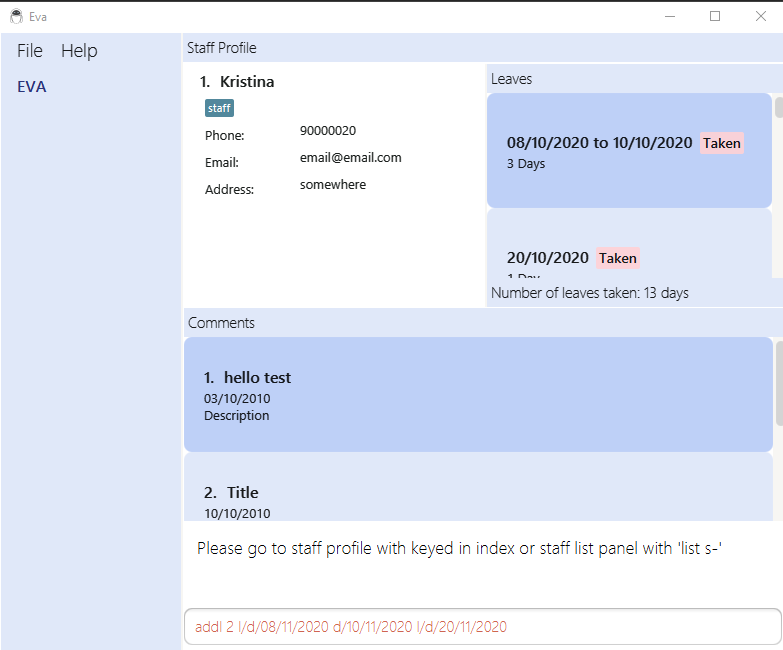 Eva
File Help
EVA
Staff Profile
1. Kristina
staff
Phone: 90000020
Email: email@email.com
Address: somewhere
Leaves
08/10/2020 to 10/10/2020 Taken
3 Days
20/10/2020 Taken
1 Day
Number of leaves taken: 13 days
Comments
1. hello test
03/10/2010
Description
2. Title
10/10/2010
Please go to staff profile with keyed in index or staff list panel with 'list s-'
addl 2 l/d/08/11/2020 d/10/11/2020 l/d/20/11/2020